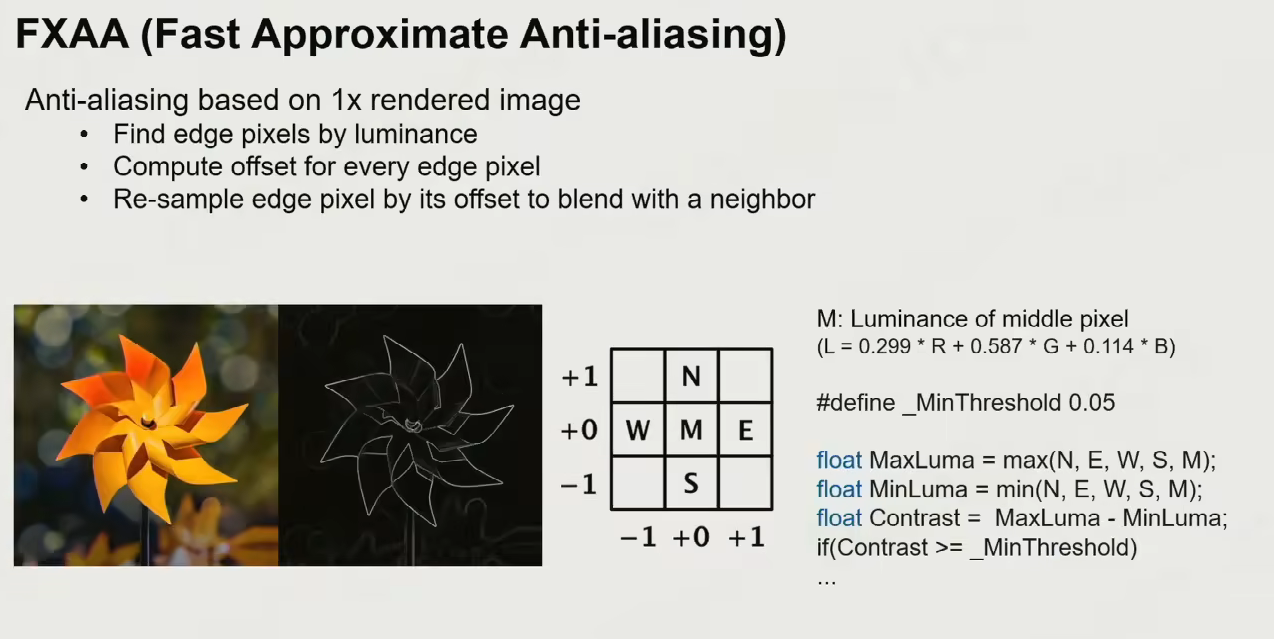 FXAA (Fast Approximate Anti-aliasing)
Anti-aliasing based on 1x rendered image
• Find edge pixels by luminance
• Compute offset for every edge pixel
• Re-sample edge pixel by its offset to blend with a neighbor
+1 N
+0 W M E
−1 S
−1 +0 +1
M: Luminance of middle pixel
(L = 0.299 * R + 0.587 * G + 0.114 * B)
#define _MinThreshold 0.05
float MaxLuma = max(N, E, W, S, M);
float MinLuma = min(N, E, W, S, M);
float Contrast = MaxLuma - MinLuma;
if(Contrast >= _MinThreshold)
...